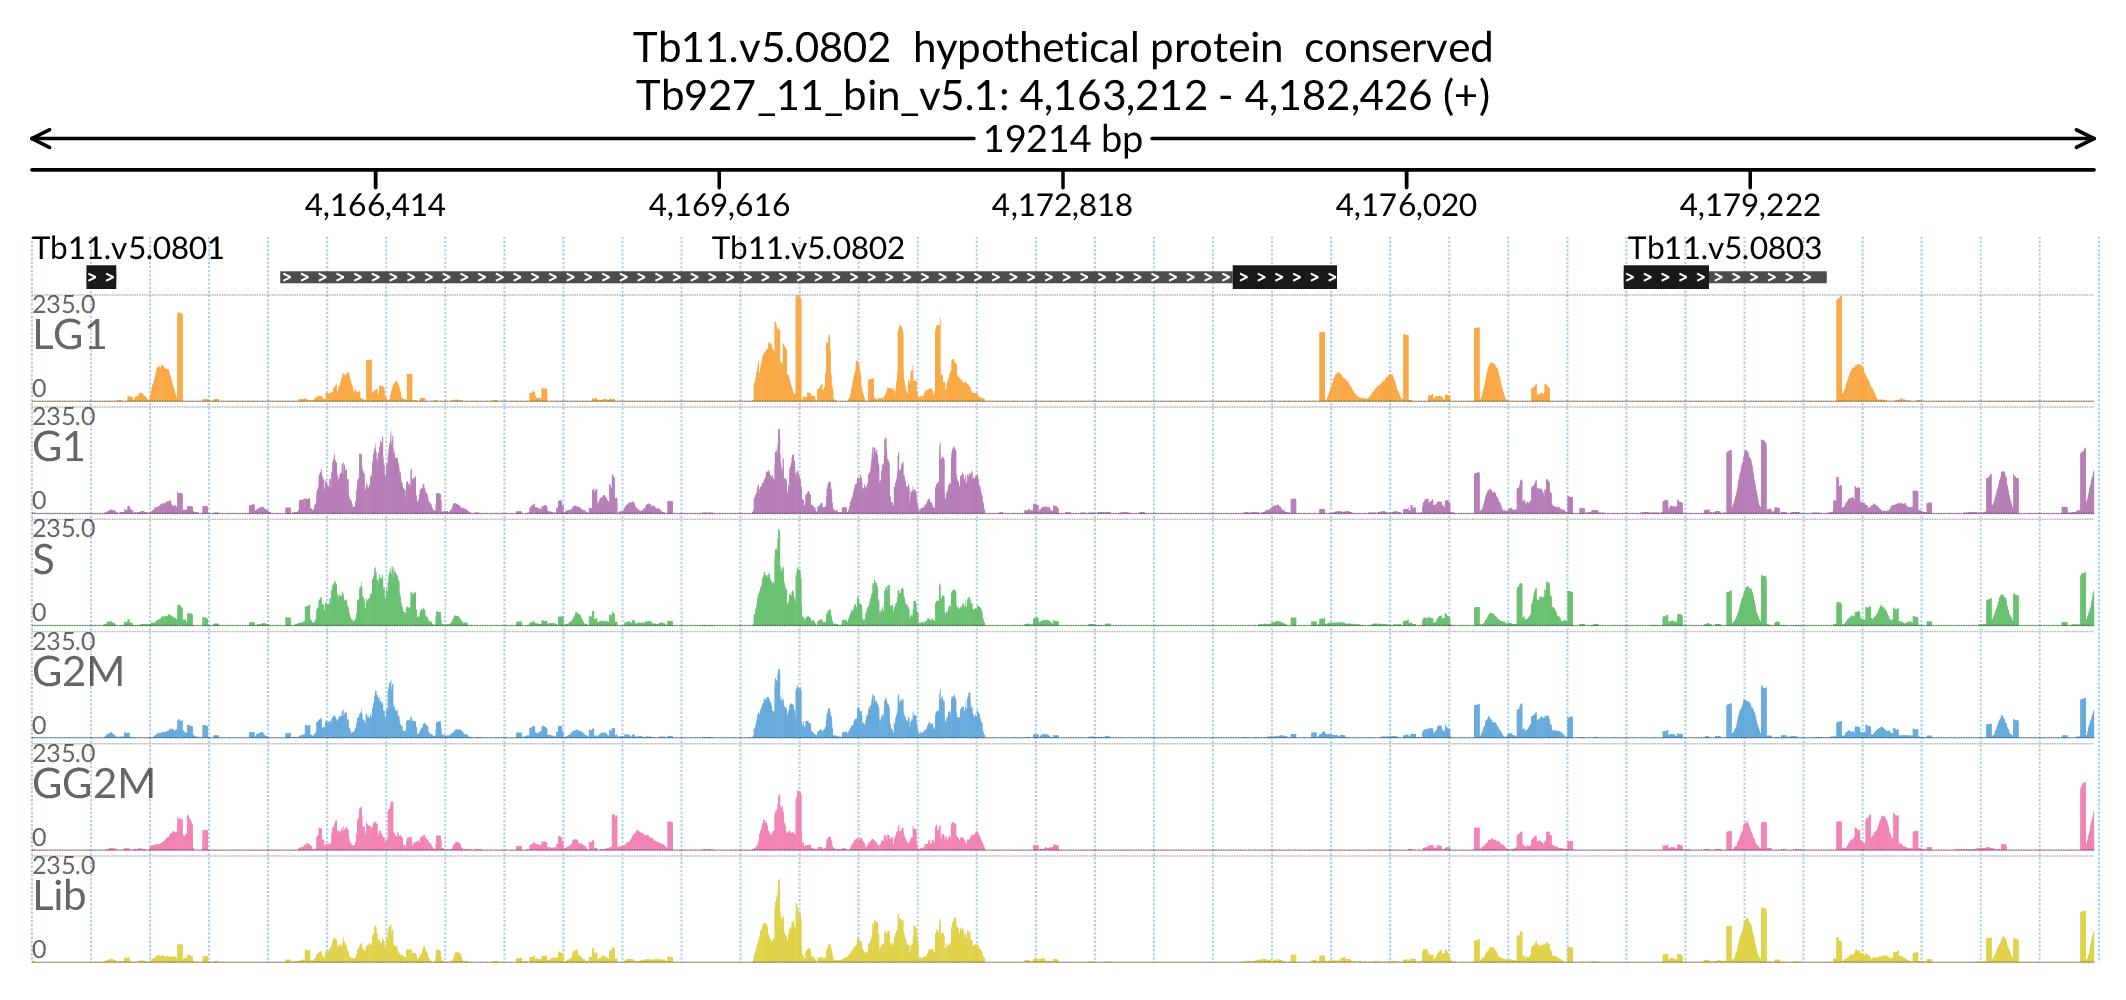 Tb11.v5.0802  hypothetical protein  conserved
Tb927_11_bin_v5.1: 4,163,212 - 4,182,426 (+)
19214 bp
4,166,414 4,169,616 4,172,818 4,176,020 4,179,222
Tb11.v5.0801 Tb11.v5.0802 Tb11.v5.0803
235.0
LG1
0
235.0
G1
0
235.0
S
0
235.0
G2M
0
235.0
GG2M
0
235.0
Lib
0